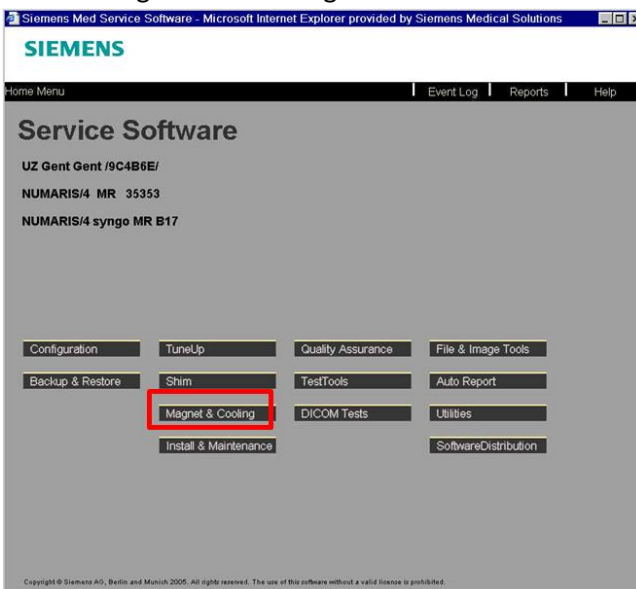 Siemens Med Service Software - Microsoft Internet Explorer provided by Siemens Medical Solutions
SIEMENS
Home Menu Event Log Reports Help
Service Software
UZ Gent Gent /9C4B6E/
NUMARIS/4 MR 35353
NUMARIS/4 syngo MR B17
Configuration TuneUp Quality Assurance File & Image Tools
Backup & Restore Shim TestTools Auto Report
Magnet & Cooling DICOM Tests Utilities
Install & Maintenance SoftwareDistribution
Copyright © Siemens AG, Berlin and Munich 2005. All rights reserved. The use of this software without a valid license is prohibited.